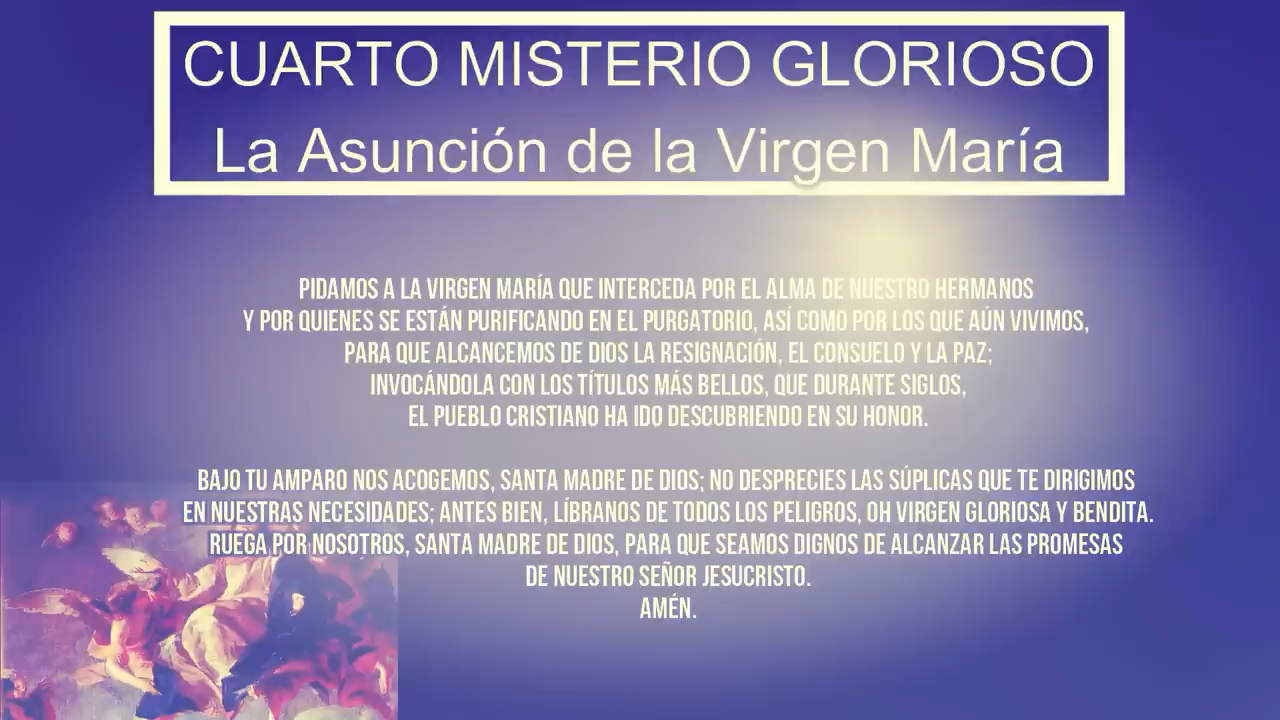 CUARTO MISTERIO GLORIOSO
La Asunción de la Virgen María
PIDAMOS A LA VIRGEN MARÍA QUE INTERCEDA POR EL ALMA DE NUESTRO HERMANOS
Y POR QUIENES SE ESTÁN PURIFICANDO EN EL PURGATORIO, ASÍ COMO POR LOS QUE AÚN VIVIMOS,
PARA QUE ALCANCEMOS DE DIOS LA RESIGNACIÓN, EL CONSUELO Y LA PAZ;
INVOCÁNDOLA CON LOS TÍTULOS MÁS BELLOS, QUE DURANTE SIGLOS,
EL PUEBLO CRISTIANO HA IDO DESCUBRIENDO EN SU HONOR.
BAJO TU AMPARO NOS ACOGEMOS, SANTA MADRE DE DIOS; NO DESPRECIES LAS SÚPLICAS QUE TE DIRIGIMOS
EN NUESTRAS NECESIDADES; ANTES BIEN, LÍBRANOS DE TODOS LOS PELIGROS, OH VIRGEN GLORIOSA Y BENDITA.
RUEGA POR NOSOTROS, SANTA MADRE DE DIOS, PARA QUE SEAMOS DIGNOS DE ALCANZAR LAS PROMESAS
DE NUESTRO SEÑOR JESUCRISTO.
AMÉN.